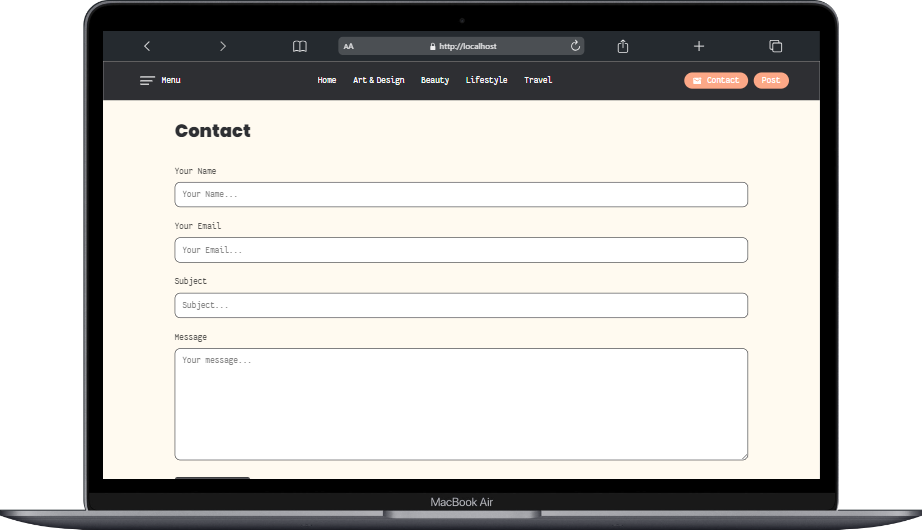 AA http://localhost
Menu Home Art & Design Beauty Lifestyle Travel Contact Post
Contact
Your Name
Your Name...
Your Email
Your Email...
Subject
Subject...
Message
Your message...
MacBook Air